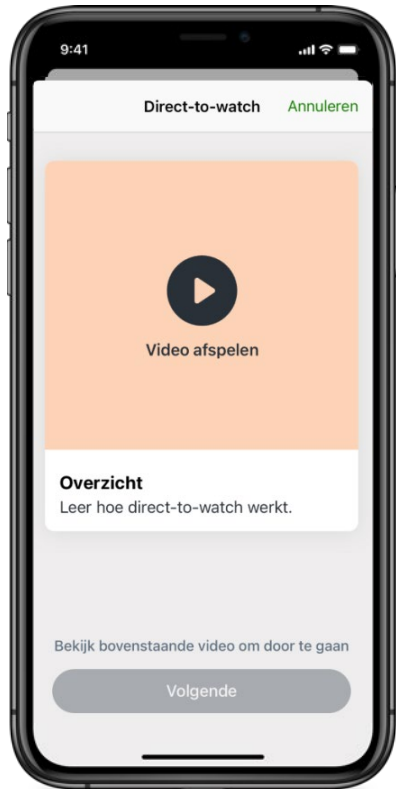 9:41
Direct-to-watch Annuleren
Video afspelen
Overzicht
Leer hoe direct-to-watch werkt.
Bekijk bovenstaande video om door te gaan
Volgende